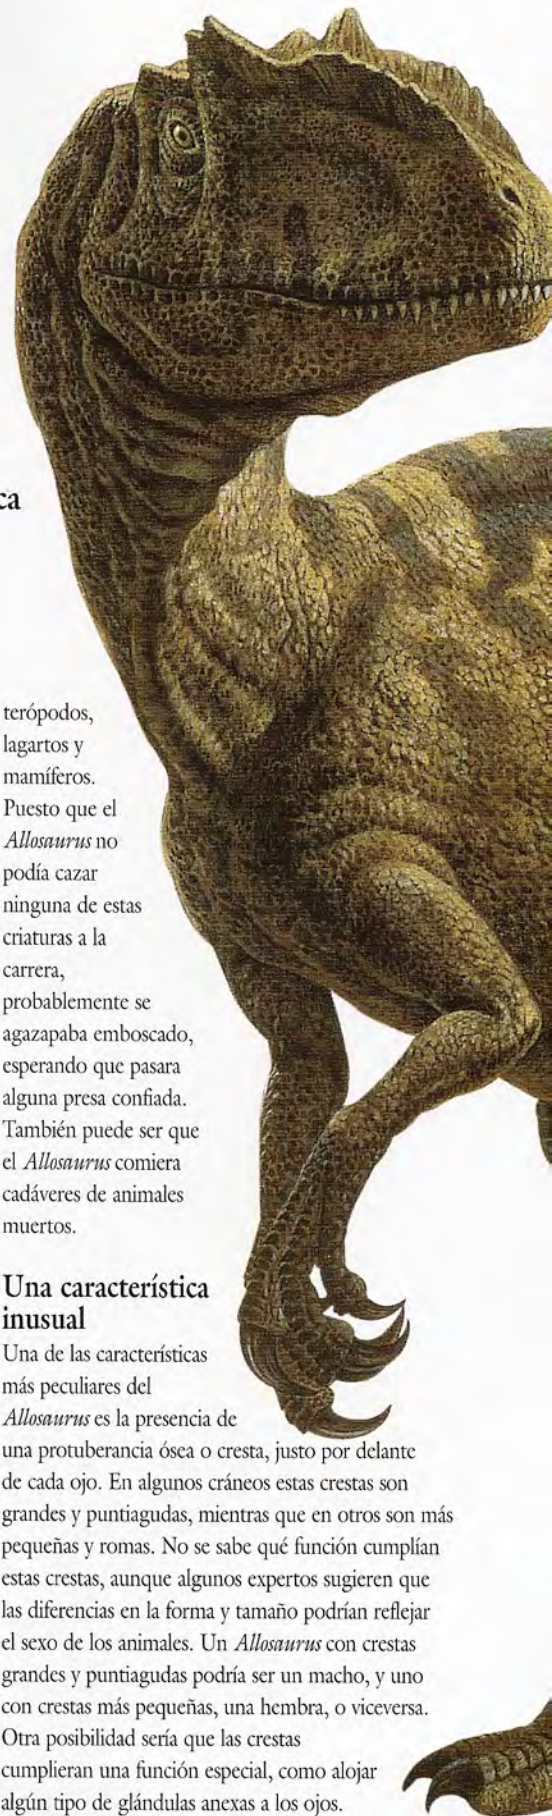 ca
terópodos,
lagartos y
mamíferos.
Puesto que el
Allosaurus no
podía cazar
ninguna de estas
criaturas a la
carrera,
probablemente se
agazapaba emboscado,
esperando que pasara
alguna presa confiada.
También puede ser que
el Allosaurus comiera
cadáveres de animales
muertos.
Una característica
inusual
Una de las características
más peculiares del
Allosaurus es la presencia de
una protuberancia ósea o cresta, justo por delante
de cada ojo. En algunos cráneos estas crestas son
grandes y puntiagudas, mientras que en otros son más
pequeñas y romas. No se sabe qué función cumplían
estas crestas, aunque algunos expertos sugieren que
las diferencias en la forma y tamaño podrían reflejar
el sexo de los animales. Un Allosaurus con crestas
grandes y puntiagudas podría ser un macho, y uno
con crestas más pequeñas, una hembra, o viceversa.
Otra posibilidad sería que las crestas
cumplieran una función especial, como alojar
algún tipo de glándulas anexas a los ojos.